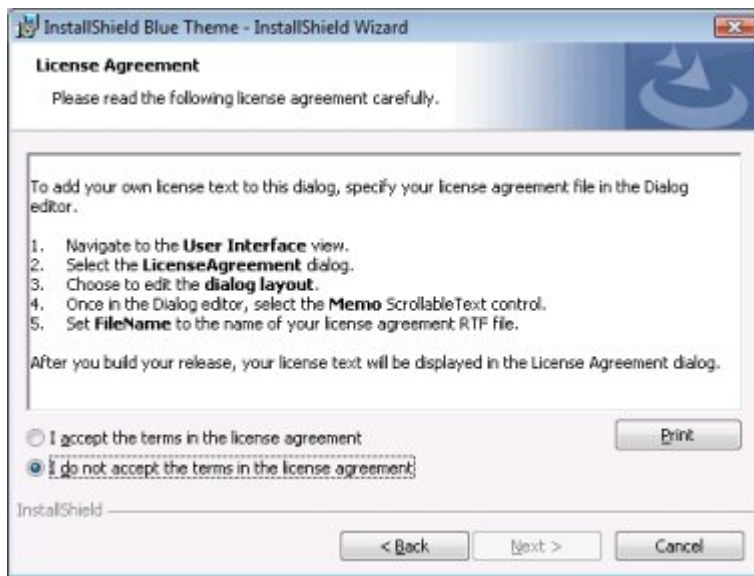 InstallShield Blue Theme - InstallShield Wizard
License Agreement
Please read the following license agreement carefully.
To add your own license text to this dialog, specify your license agreement file in the Dialog
editor.
1. Navigate to the User Interface view.
2. Select the LicenseAgreement dialog.
3. Choose to edit the dialog layout.
4. Once in the Dialog editor, select the Memo ScrollableText control.
5. Set FileName to the name of your license agreement RTF file.
After you build your release, your license text will be displayed in the License Agreement dialog.
I accept the terms in the license agreement
Print
I do not accept the terms in the license agreement
InstallShield
< Back
Next >
Cancel